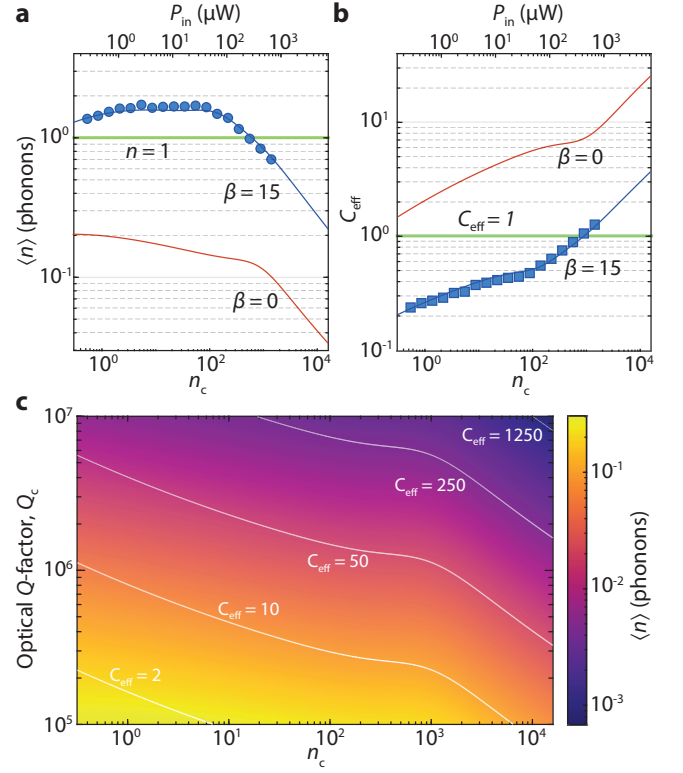 a
P_in (μW)
10^0 10^1 10^2 10^3
10^1
10^0
10^-1
⟨n⟩ (phonons)
n = 1
β = 15
β = 0
10^0 10^2 10^4
n_c
b
P_in (μW)
10^0 10^1 10^2 10^3
10^1
10^0
10^-1
C_eff
β = 0
C_eff = 1
β = 15
10^0 10^2 10^4
n_c
c
10^7
10^6
10^5
Optical Q-factor, Q_c
C_eff = 1250
C_eff = 250
C_eff = 50
C_eff = 10
C_eff = 2
10^0 10^1 10^2 10^3 10^4
n_c
10^-1
10^-2
10^-3
⟨n⟩ (phonons)